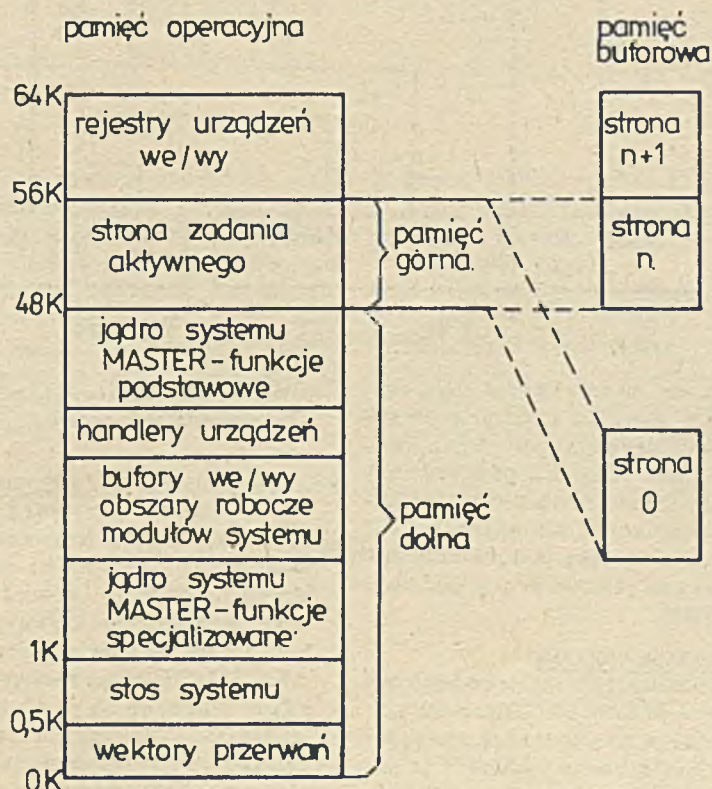 pamięć operacyjna
pamięć
buforowa
64K
rejestry urządzeń
we/wy
strona
n+1
56K
strona zadania
aktywnego
pamięć
górna.
strona
n.
48K
jądro systemu
MASTER-funkcje
podstawowe
handlery urządzeń
bufory we/wy
obszary robocze
modułów systemu
pamięć
dolna
strona
0
jądro systemu
MASTER-funkcje
specjalizowane
1K
stos systemu
0,5K
wektory przerwań
0K